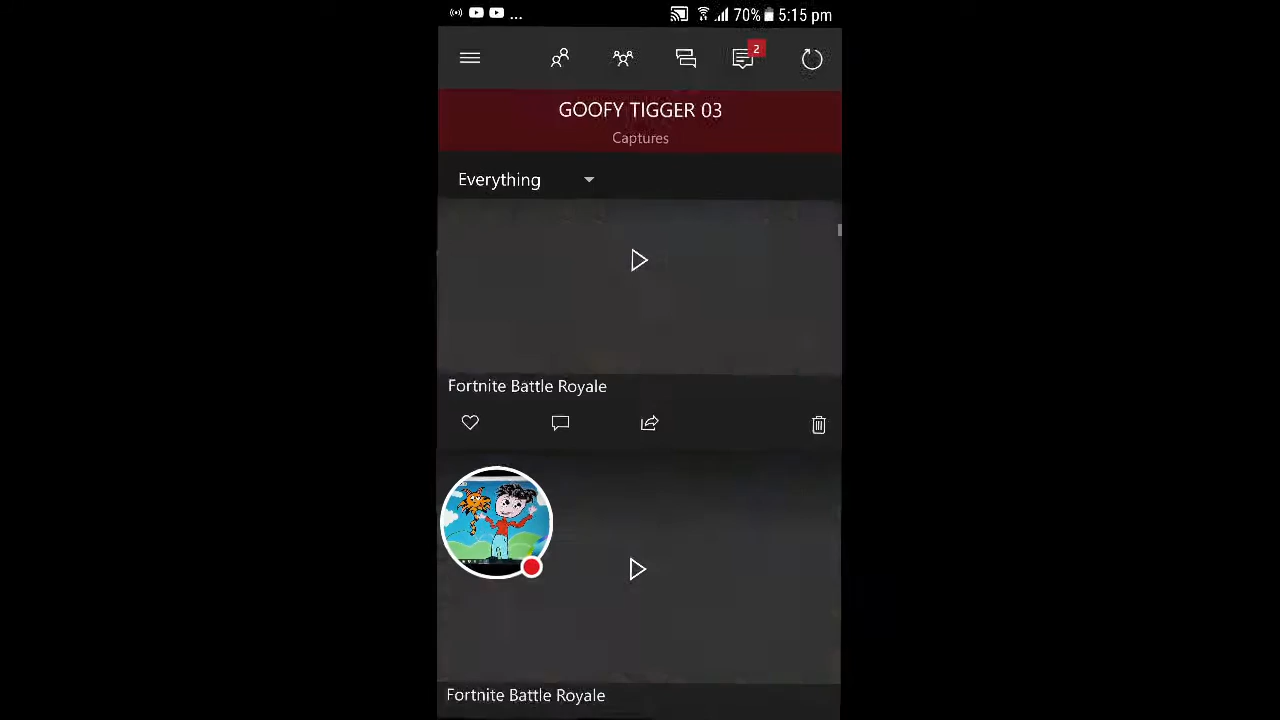 ... 70% 5:15 pm
2
GOOFY TIGGER 03
Captures
Everything
Fortnite Battle Royale
Fortnite Battle Royale